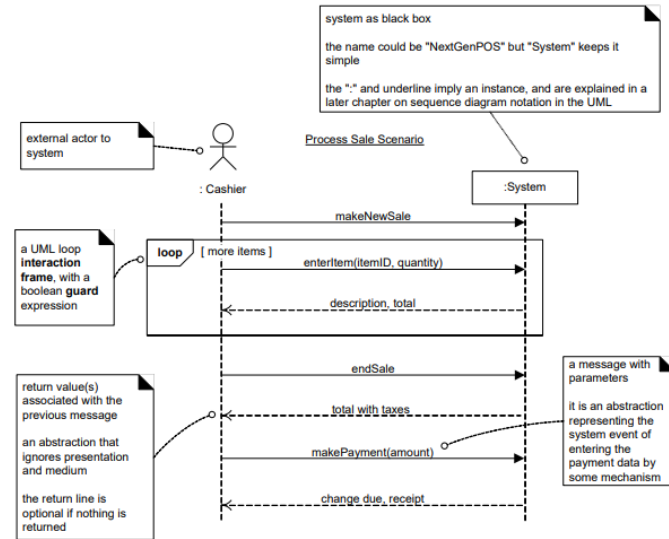 system as black box
the name could be "NextGenPOS" but "System" keeps it
simple
the ":" and underline imply an instance, and are explained in a
later chapter on sequence diagram notation in the UML
external actor to
system
Process Sale Scenario
: Cashier
:System
makeNewSale
a UML loop
interaction
frame, with a
boolean guard
expression
loop
[ more items ]
enterItem(itemID, quantity)
description, total
endSale
return value(s)
associated with the
previous message
an abstraction that
ignores presentation
and medium
the return line is
optional if nothing is
returned
total with taxes
makePayment(amount)
a message with
parameters
it is an abstraction
representing the
system event of
entering the
payment data by
some mechanism
change due, receipt